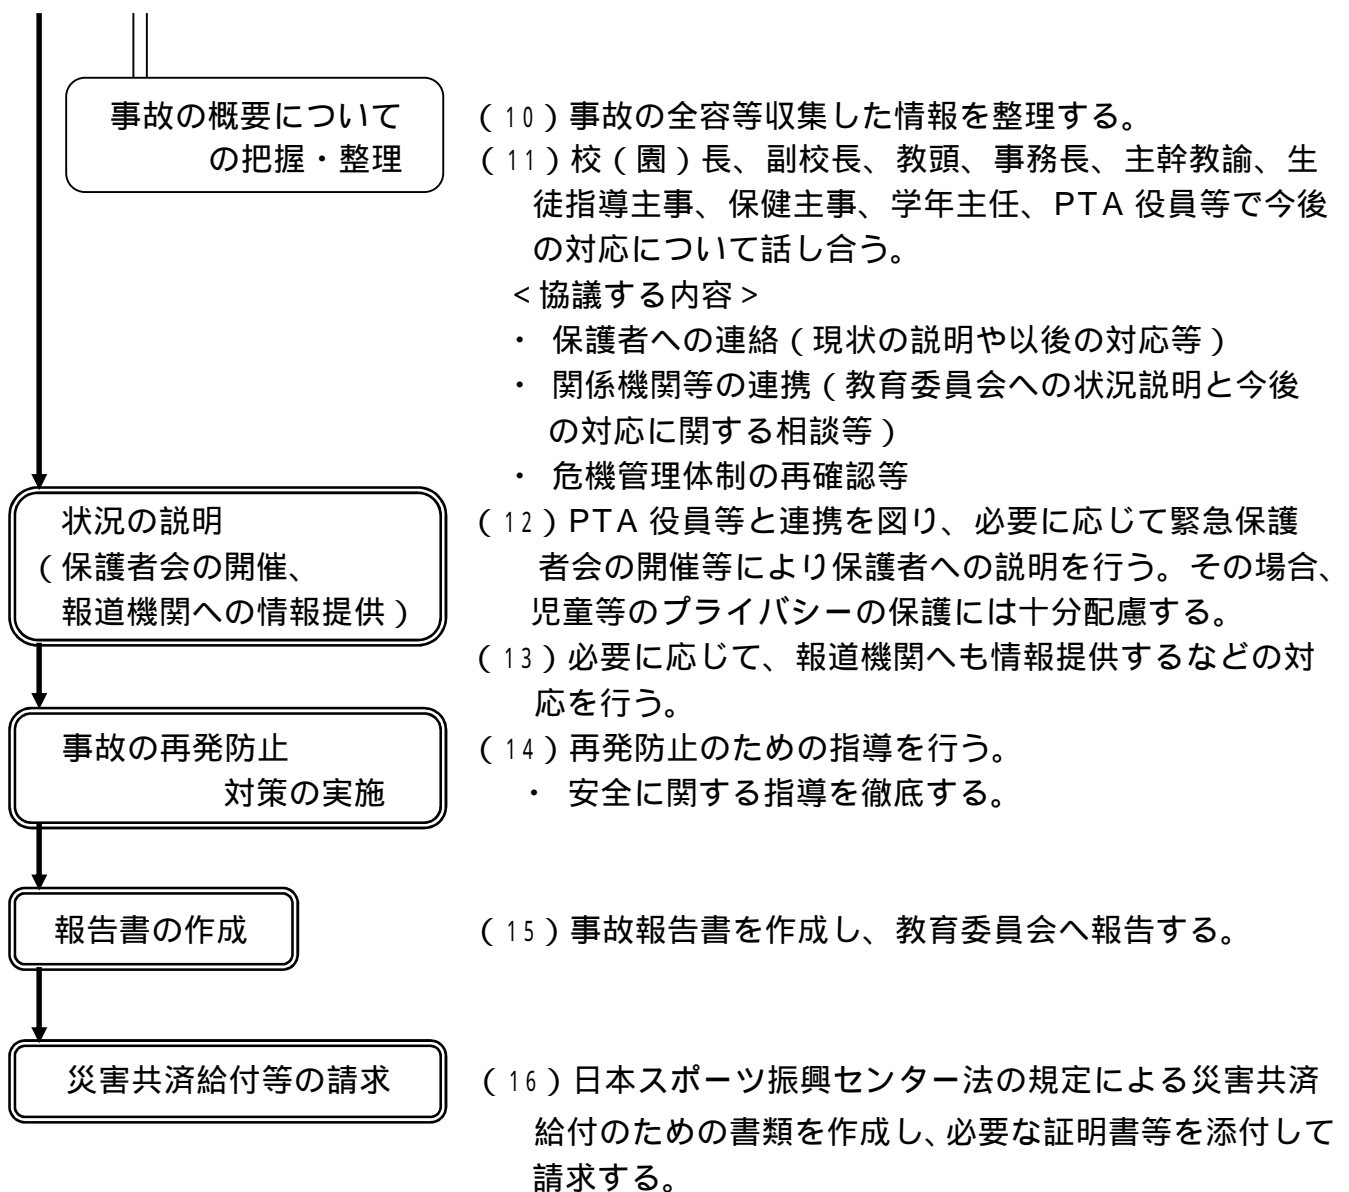 事故の概要について
の把握・整理
（10）事故の全容等収集した情報を整理する。
（11）校（園）長、副校長、教頭、事務長、主幹教諭、生
徒指導主事、保健主事、学年主任、PTA 役員等で今後
の対応について話し合う。
＜協議する内容＞
・ 保護者への連絡（現状の説明や以後の対応等）
・ 関係機関等の連携（教育委員会への状況説明と今後
の対応に関する相談等）
・ 危機管理体制の再確認等
状況の説明
（保護者会の開催、
報道機関への情報提供）
（12）PTA 役員等と連携を図り、必要に応じて緊急保護
者会の開催等により保護者への説明を行う。その場合、
児童等のプライバシーの保護には十分配慮する。
（13）必要に応じて、報道機関へも情報提供するなどの対
応を行う。
事故の再発防止
対策の実施
（14）再発防止のための指導を行う。
・ 安全に関する指導を徹底する。
報告書の作成
（15）事故報告書を作成し、教育委員会へ報告する。
災害共済給付等の請求
（16）日本スポーツ振興センター法の規定による災害共済
給付のための書類を作成し、必要な証明書等を添付して
請求する。